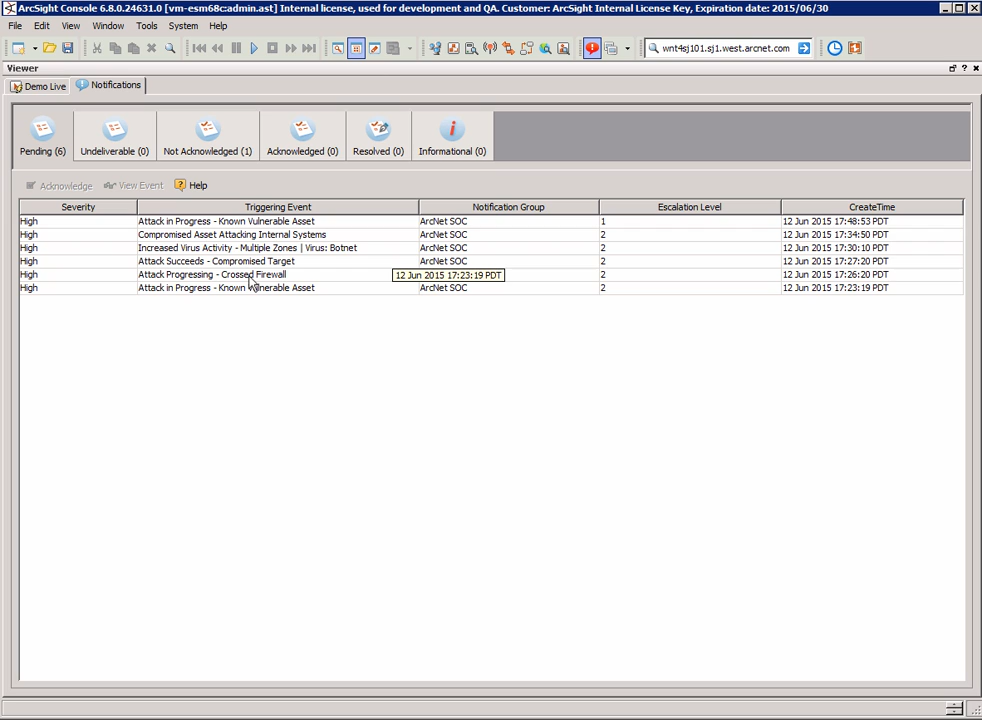 ArcSight Console 6.8.0.24631.0 [vm-esm68c:admin.ast] Internal license, used for development and QA. Customer: ArcSight Internal License Key, Expiration date: 2015/06/30
File Edit View Window Tools System Help
wnt4sj101.sj1.west.arcnet.com
Viewer
Demo Live Notifications
Pending (6) Undeliverable (0) Not Acknowledged (1) Acknowledged (0) Resolved (0) Informational (0)
Acknowledge View Event Help
Severity Triggering Event Notification Group Escalation Level CreateTime
High Attack in Progress - Known Vulnerable Asset ArcNet SOC 1 12 Jun 2015 17:48:53 PDT
High Compromised Asset Attacking Internal Systems ArcNet SOC 2 12 Jun 2015 17:34:50 PDT
High Increased Virus Activity - Multiple Zones | Virus: Botnet ArcNet SOC 2 12 Jun 2015 17:30:10 PDT
High Attack Succeeds - Compromised Target ArcNet SOC 2 12 Jun 2015 17:27:20 PDT
High Attack Progressing - Crossed Firewall 12 Jun 2015 17:23:19 PDT 2 12 Jun 2015 17:26:20 PDT
High Attack in Progress - Known Vulnerable Asset ArcNet SOC 2 12 Jun 2015 17:23:19 PDT